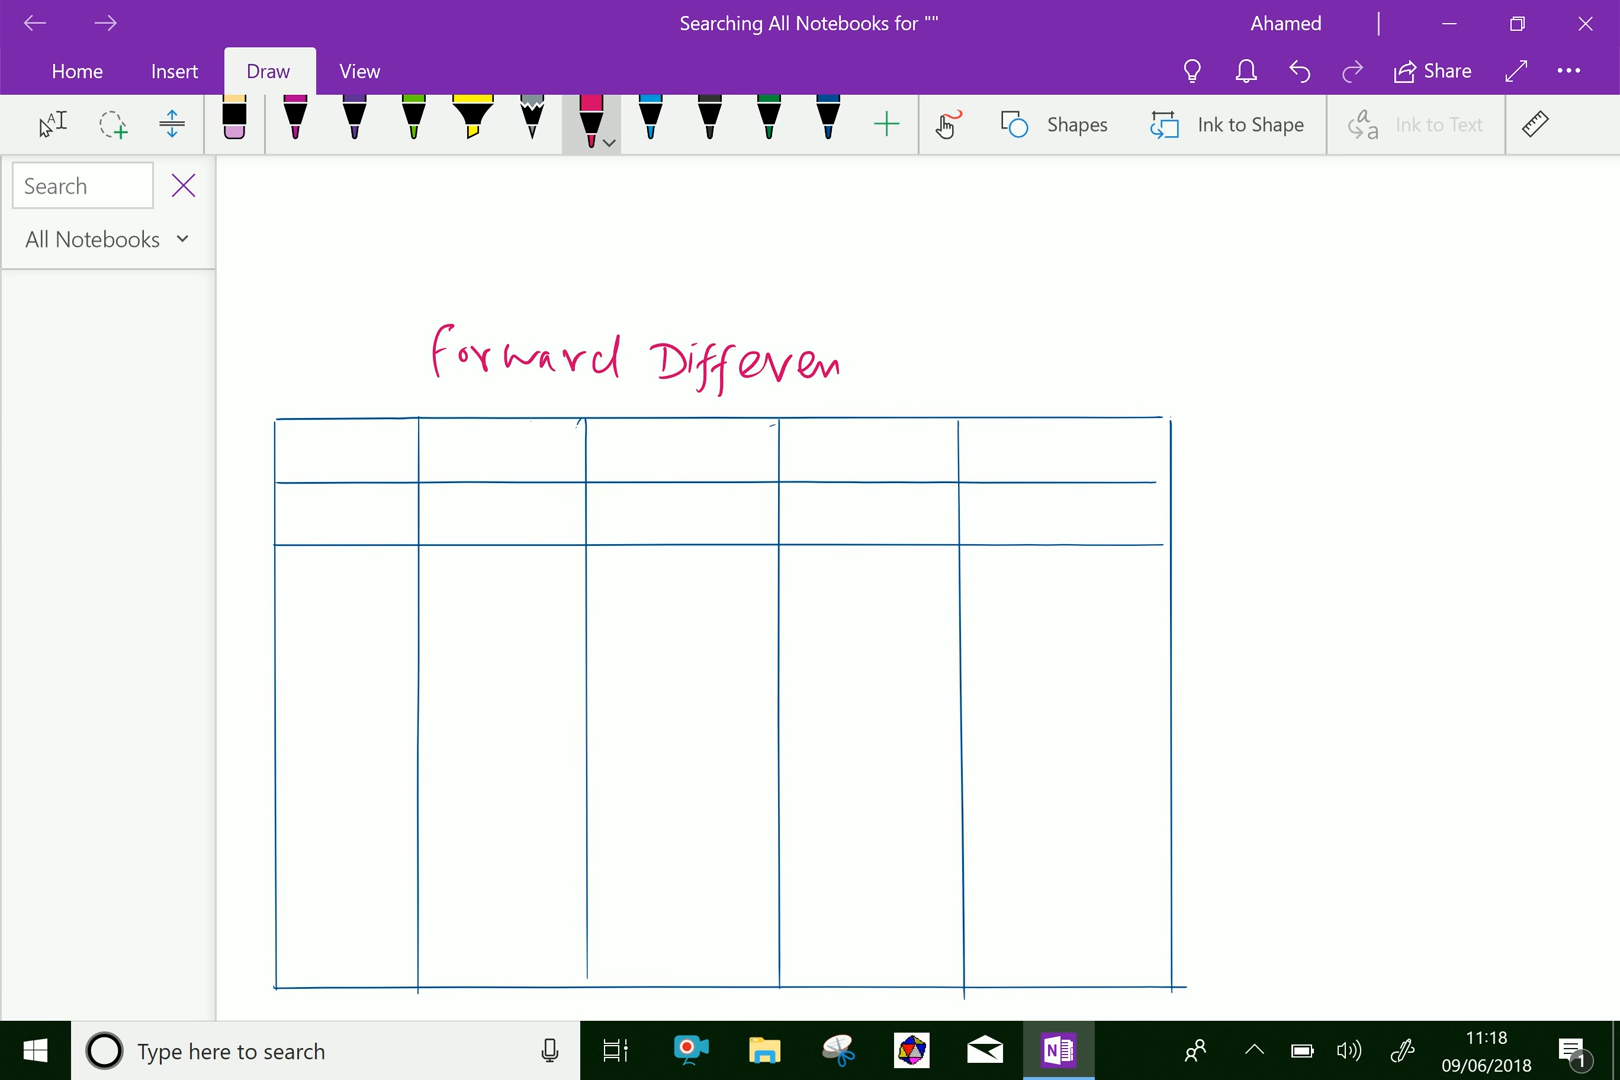 Searching All Notebooks for ""
Ahamed
Home
Insert
Draw
View
Share
Shapes
Ink to Shape
Ink to Text
Search
All Notebooks
Forward Differen
Type here to search
11:18
09/06/2018
1